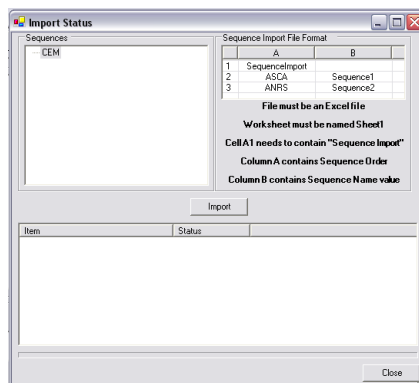 Import Status
Sequences
CEM
Sequence Import File Format
A B
1 SequenceImport
2 ASCA Sequence1
3 ANRS Sequence2
File must be an Excel file
Worksheet must be named Sheet1
Cell A1 needs to contain "Sequence Import"
Column A contains Sequence Order
Column B contains Sequence Name value
Import
Item Status
Close